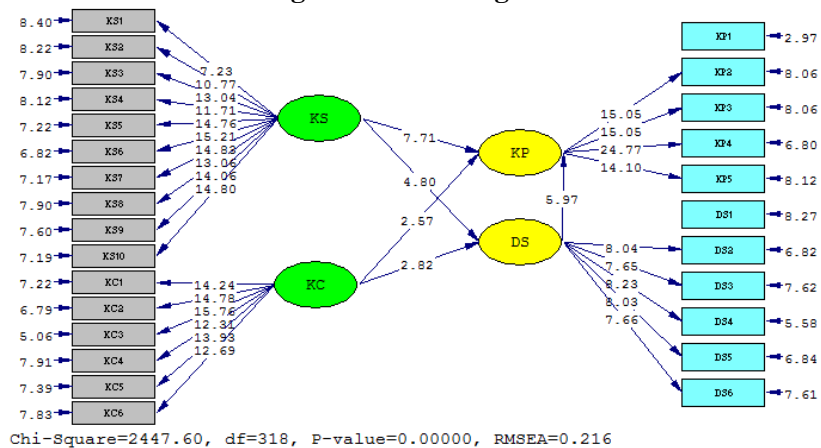 8.40 KS1
8.22 KS2
7.90 KS3
8.12 KS4
7.22 KS5
6.82 KS6
7.17 KS7
7.90 KS8
7.60 KS9
7.19 KS10
7.22 KC1
6.79 KC2
5.06 KC3
7.91 KC4
7.39 KC5
7.83 KC6
7.23
10.77
13.04
11.71
14.76
15.21
14.83
13.06
14.06
14.80
14.24
14.78
15.76
12.31
13.93
12.69
KS
KC
7.71
4.80
2.57
2.82
KP
DS
5.97
15.05
15.05
24.77
14.10
8.04
7.65
8.23
8.03
7.66
KP1 2.97
KP2 8.06
KP3 8.06
KP4 6.80
KP5 8.12
DS1 8.27
DS2 6.82
DS3 7.62
DS4 5.58
DS5 6.84
DS6 7.61
Chi-Square=2447.60, df=318, P-value=0.00000, RMSEA=0.216